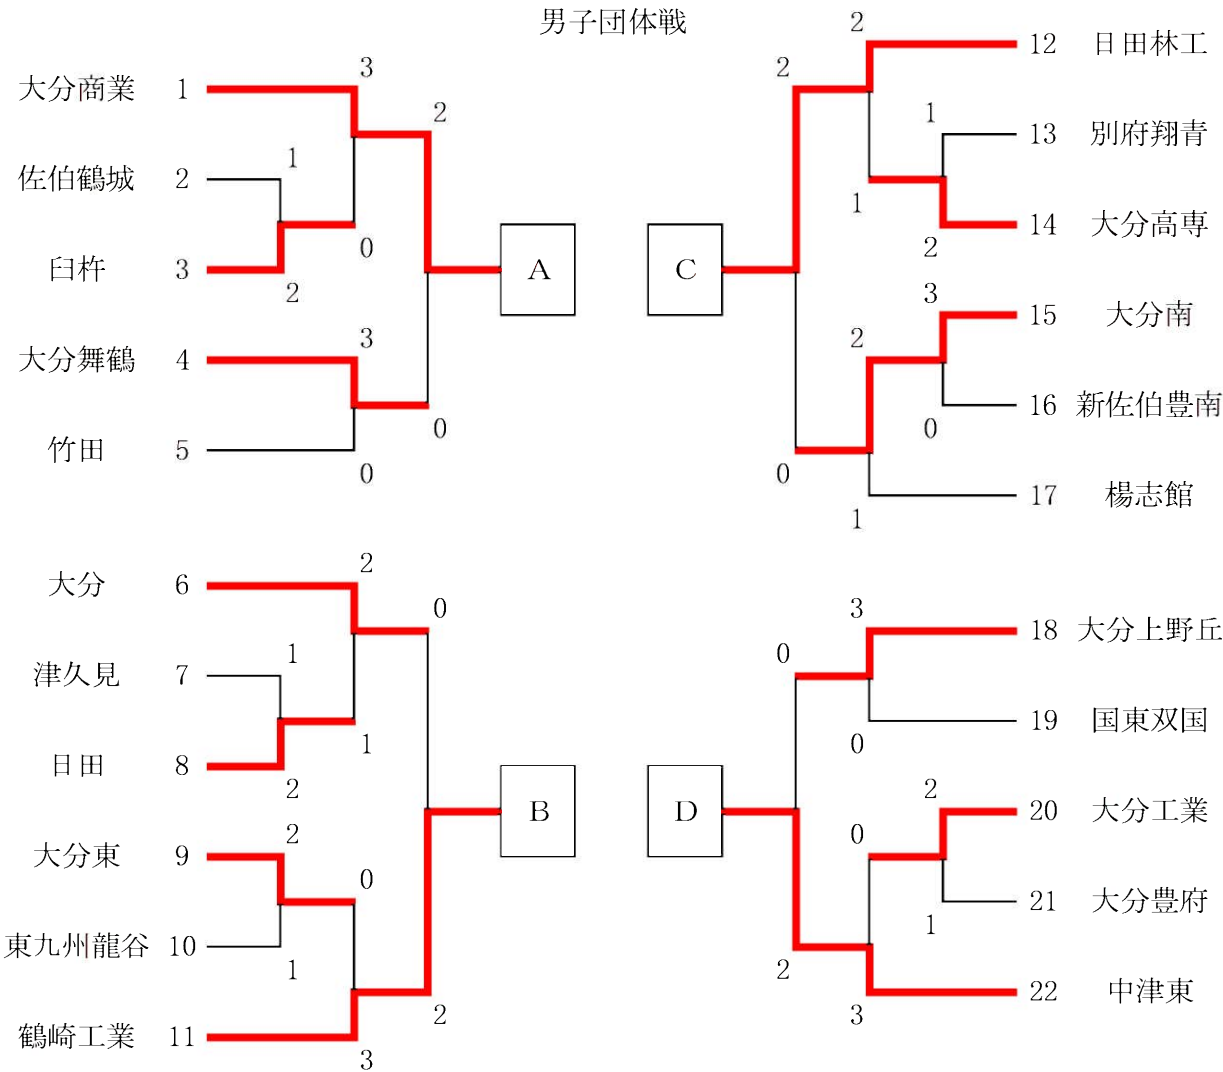 男子団体戦
大分商業 1
佐伯鶴城 2
臼杵 3
大分舞鶴 4
竹田 5
3
1
2
0
2
3
0
0
A
大分 6
津久見 7
日田 8
大分東 9
東九州龍谷 10
鶴崎工業 11
2
1
2
1
0
2
1
0
3
2
B
12 日田林工
13 別府翔青
14 大分高専
15 大分南
16 新佐伯豊南
17 楊志館
2
2
1
1
2
3
2
0
0
1
C
18 大分上野丘
19 国東双国
20 大分工業
21 大分豊府
22 中津東
3
0
0
2
0
1
2
3
D